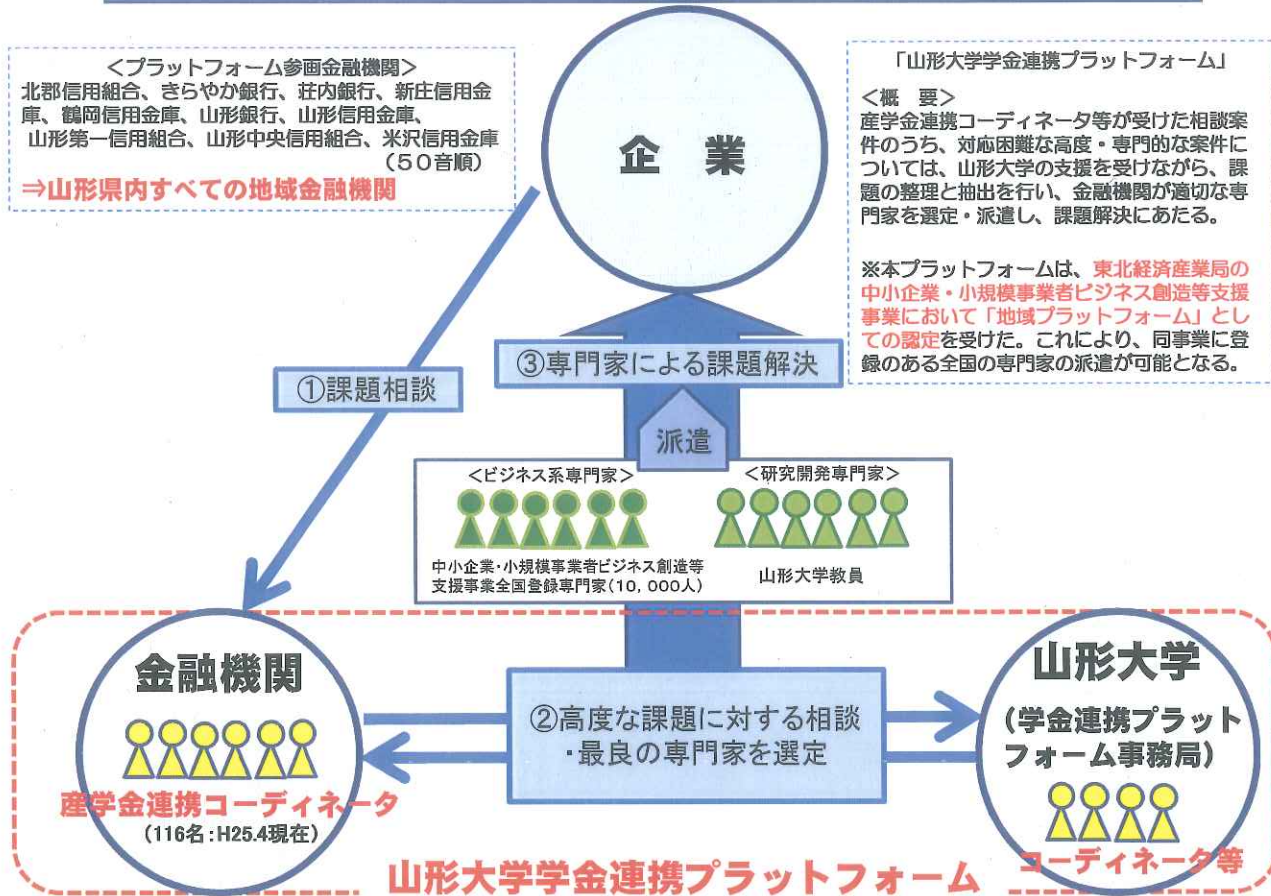 <プラットフォーム参画金融機関>
北郡信用組合、きらやか銀行、荘内銀行、新庄信用金
庫、鶴岡信用金庫、山形銀行、山形信用金庫、
山形第一信用組合、山形中央信用組合、米沢信用金庫
(50音順)
⇒山形県内すべての地域金融機関
企 業
「山形大学学金連携プラットフォーム」
<概 要>
産学金連携コーディネータ等が受けた相談案
件のうち、対応困難な高度・専門的な案件に
ついては、山形大学の支援を受けながら、課
題の整理と抽出を行い、金融機関が適切な専
門家を選定・派遣し、課題解決にあたる。
※本プラットフォームは、東北経済産業局の
中小企業・小規模事業者ビジネス創造等支援
事業において「地域プラットフォーム」とし
ての認定を受けた。これにより、同事業に登
録のある全国の専門家の派遣が可能となる。
①課題相談
③専門家による課題解決
派遣
<ビジネス系専門家>
中小企業・小規模事業者ビジネス創造等
支援事業全国登録専門家(10,000人)
<研究開発専門家>
山形大学教員
金融機関
産学金連携コーディネータ
(116名:H25.4現在)
②高度な課題に対する相談
・最良の専門家を選定
山形大学
(学金連携プラット
フォーム事務局)
コーディネータ等
山形大学学金連携プラットフォーム